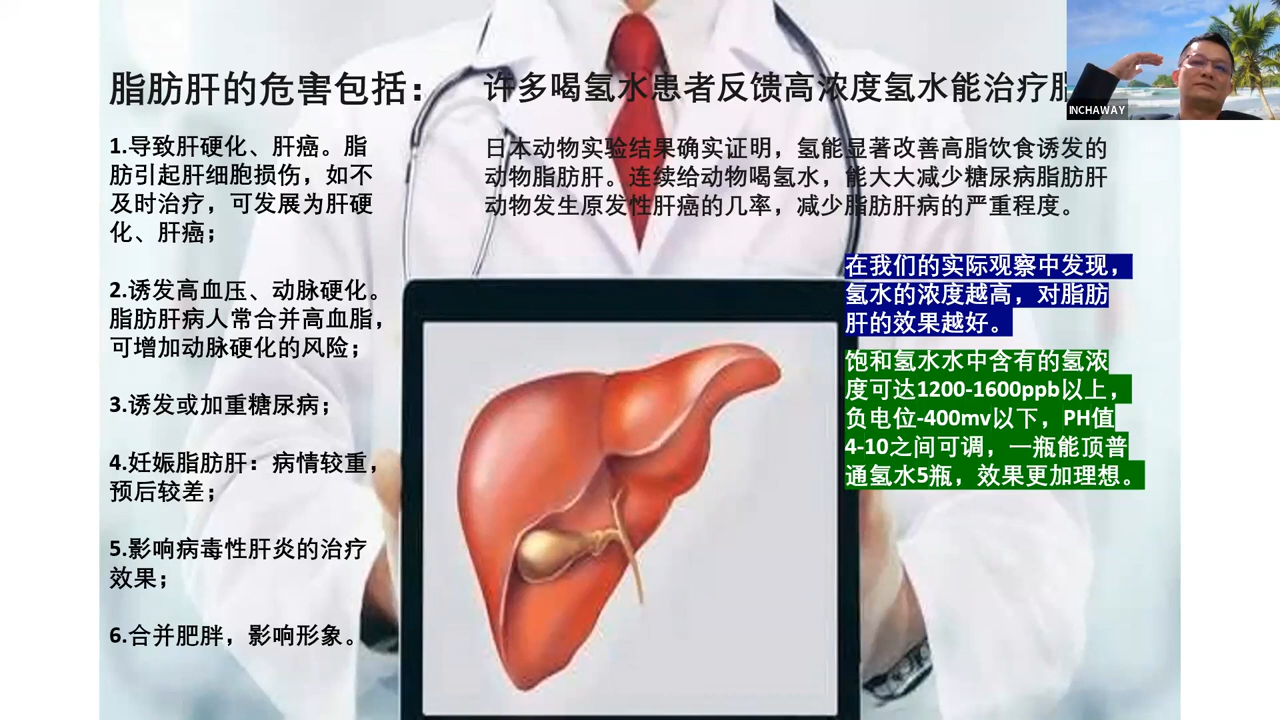 脂肪肝的危害包括：
1.导致肝硬化、肝癌。脂
肪引起肝细胞损伤，如不
及时治疗，可发展为肝硬
化、肝癌；
2.诱发高血压、动脉硬化。
脂肪肝病人常合并高血脂，
可增加动脉硬化的风险；
3.诱发或加重糖尿病；
4.妊娠脂肪肝：病情较重，
预后较差；
5.影响病毒性肝炎的治疗
效果；
6.合并肥胖，影响形象。
许多喝氢水患者反馈高浓度氢水能治疗
日本动物实验结果确实证明，氢能显著改善高脂饮食诱发的
动物脂肪肝。连续给动物喝氢水，能大大减少糖尿病脂肪肝
动物发生原发性肝癌的几率，减少脂肪肝病的严重程度。
在我们的实际观察中发现，
氢水的浓度越高，对脂肪
肝的效果越好。
饱和氢水水中含有的氢浓
度可达1200-1600ppb以上，
负电位-400mv以下，PH值
4-10之间可调，一瓶能顶普
通氢水5瓶，效果更加理想。
INCHAWAY